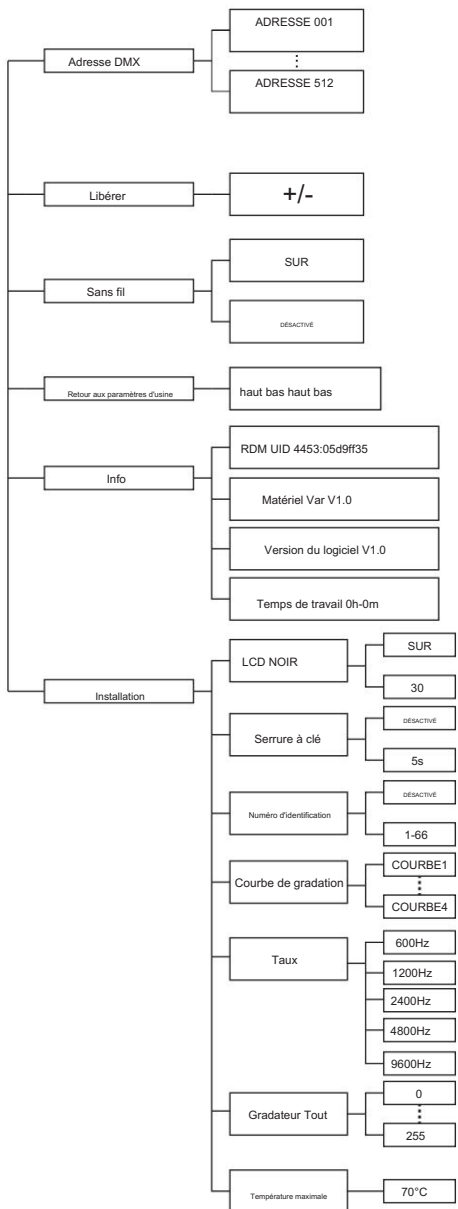 ADRESSE 001
Adresse DMX
ADRESSE 512
Libérer
+/-
Sans fil
SUR
DÉSACTIVÉ
Retour aux paramètres d'usine
haut bas haut bas
Info
RDM UID 4453:05d9ff35
Matériel Var V1.0
Version du logiciel V1.0
Temps de travail 0h-0m
Installation
LCD NOIR
SUR
30
Serrure à clé
DÉSACTIVÉ
5s
Numéro d'identification
DÉSACTIVÉ
1-66
Courbe de gradation
COURBE1
COURBE4
Taux
600Hz
1200Hz
2400Hz
4800Hz
9600Hz
Gradateur Tout
0
255
Température maximale
70°C